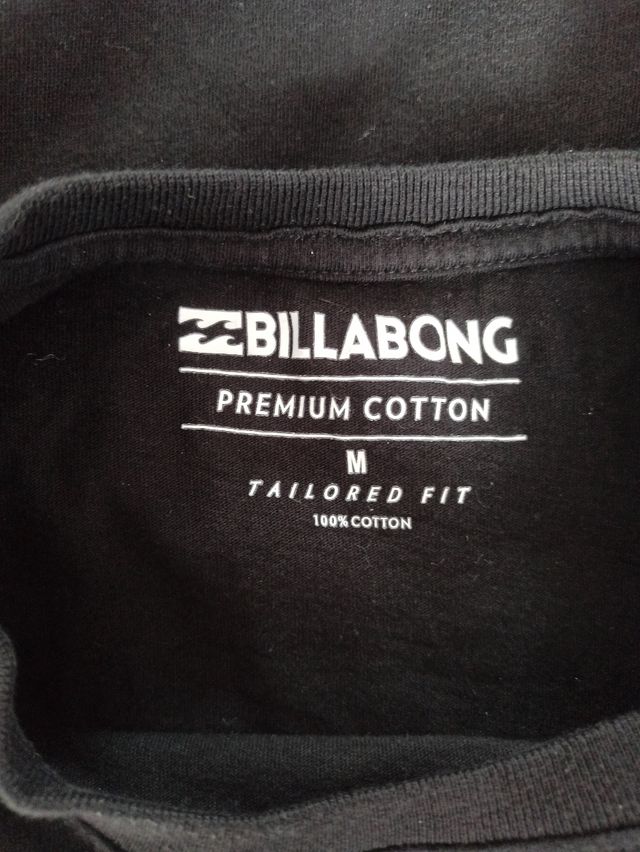 BILLABONG
PREMIUM COTTON
M
TAILORED FIT
100% COTTON